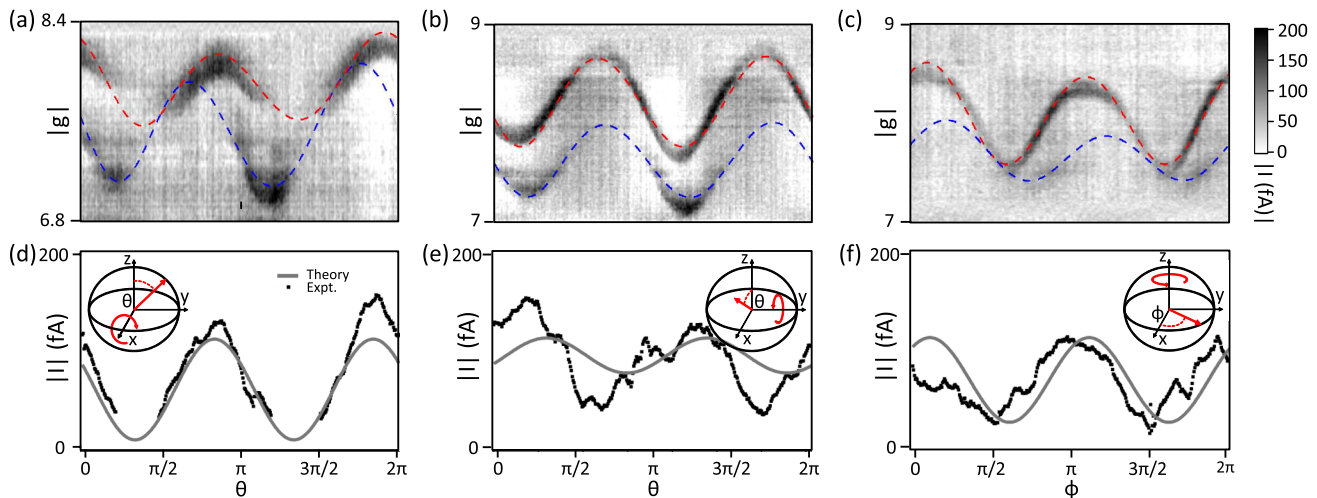 (a) 8.4
|g|
6.8
(b) 9
|g|
7
(c) 9
|g|
7
200
150
100
50
0
|I (fA)|
(d) 200
|I| (fA)
0
z
y
x
θ
Theory
Expt.
0 π/2 π 3π/2 2π
θ
(e) 200
|I| (fA)
0
z
y
x
θ
0 π/2 π 3π/2 2π
θ
(f) 200
|I| (fA)
0
z
y
x
ϕ
0 π/2 π 3π/2 2π
ϕ